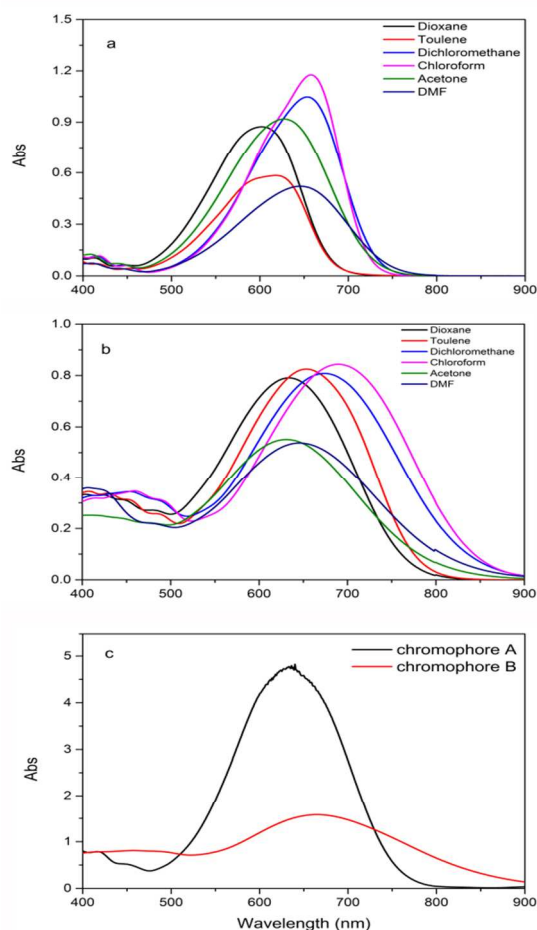 a
Dioxane
Toulene
Dichloromethane
Chloroform
Acetone
DMF
Abs
1.5
1.2
0.9
0.6
0.3
0.0
400 500 600 700 800 900
b
Dioxane
Toulene
Dichloromethane
Chloroform
Acetone
DMF
Abs
1.0
0.8
0.6
0.4
0.2
0.0
400 500 600 700 800 900
c
chromophore A
chromophore B
Abs
5
4
3
2
1
0
400 500 600 700 800 900
Wavelength (nm)